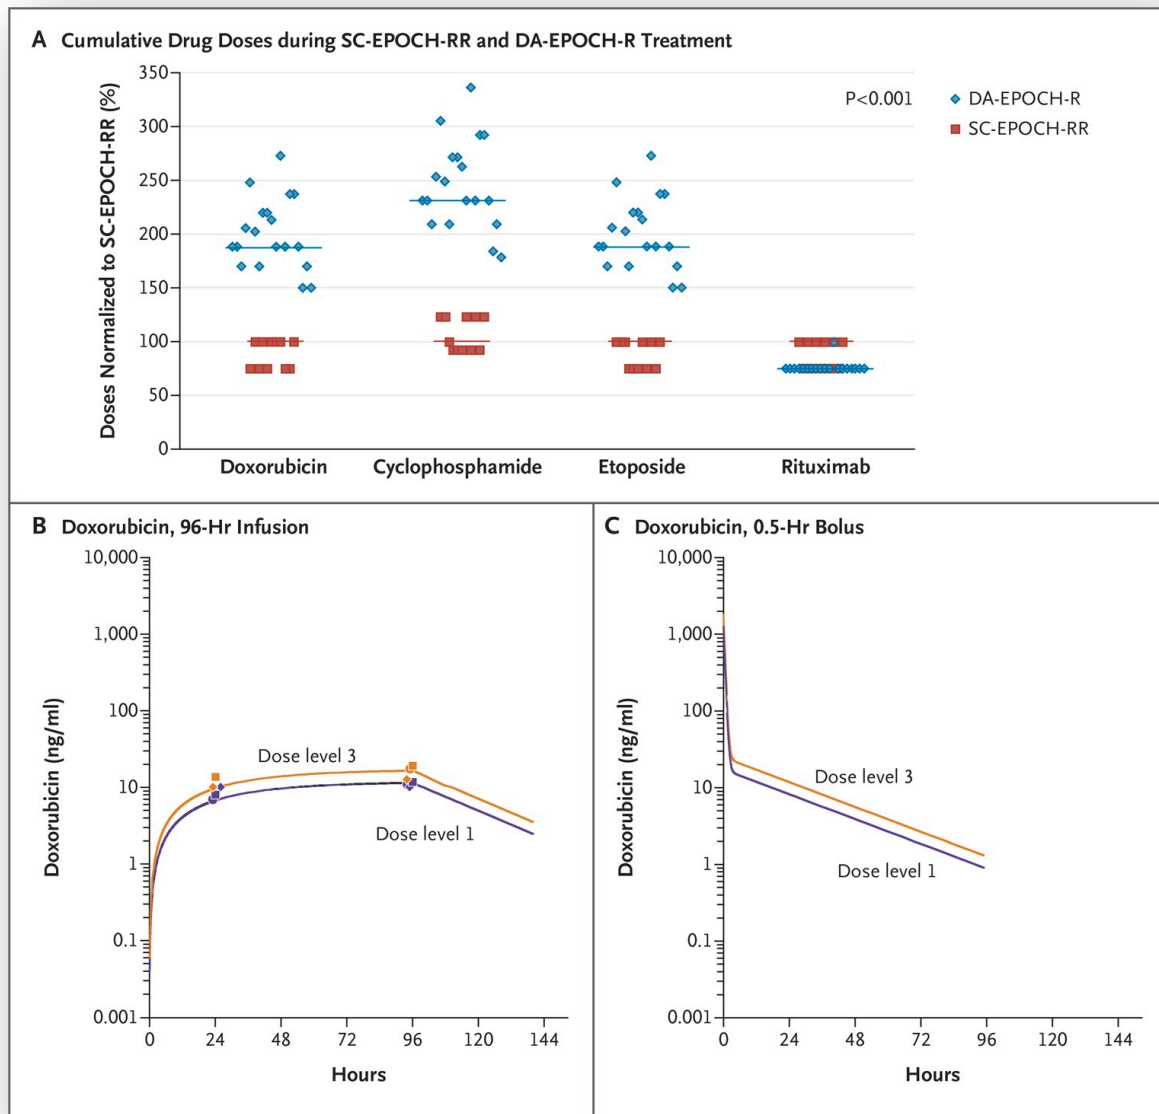 A Cumulative Drug Doses during SC-EPOCH-RR and DA-EPOCH-R Treatment
Doses Normalized to SC-EPOCH-RR (%)
350
300
250
200
150
100
50
0
P<0.001
DA-EPOCH-R
SC-EPOCH-RR
Doxorubicin
Cyclophosphamide
Etoposide
Rituximab
B Doxorubicin, 96-Hr Infusion
Doxorubicin (ng/ml)
10,000
1,000
100
10
1
0.1
0.001
Dose level 3
Dose level 1
0
24
48
72
96
120
144
Hours
C Doxorubicin, 0.5-Hr Bolus
Doxorubicin (ng/ml)
10,000
1,000
100
10
1
0.1
0.001
Dose level 3
Dose level 1
0
24
48
72
96
120
144
Hours